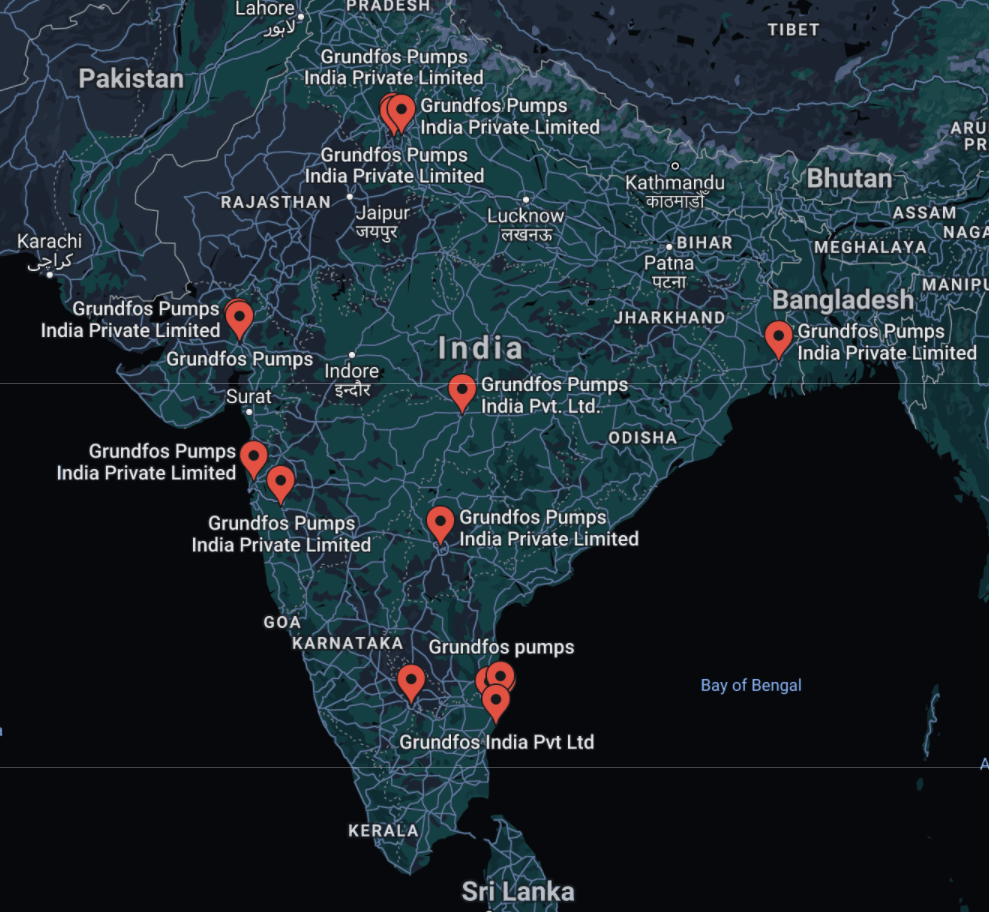 Lahore
لاہور
PRADESH
TIBET
Pakistan
Grundfos Pumps
India Private Limited
Grundfos Pumps
India Private Limited
Grundfos Pumps
India Private Limited
ARU
PR
Kathmandu
काठमाडौँ
Bhutan
RAJASTHAN
Jaipur
जयपुर
Lucknow
लखनऊ
ASSAM
NAGA
Karachi
کراچی
BIHAR
MEGHALAYA
Patna
पटना
MANIPU
Bangladesh
Grundfos Pumps
India Private Limited
JHARKHAND
Grundfos Pumps
India Private Limited
India
Grundfos Pumps
Indore
इन्दौर
Grundfos Pumps
India Pvt. Ltd.
Surat
ODISHA
Grundfos Pumps
India Private Limited
Grundfos Pumps
India Private Limited
Grundfos Pumps
India Private Limited
GOA
KARNATAKA
Grundfos pumps
Bay of Bengal
Grundfos India Pvt Ltd
A
KERALA
Sri Lanka